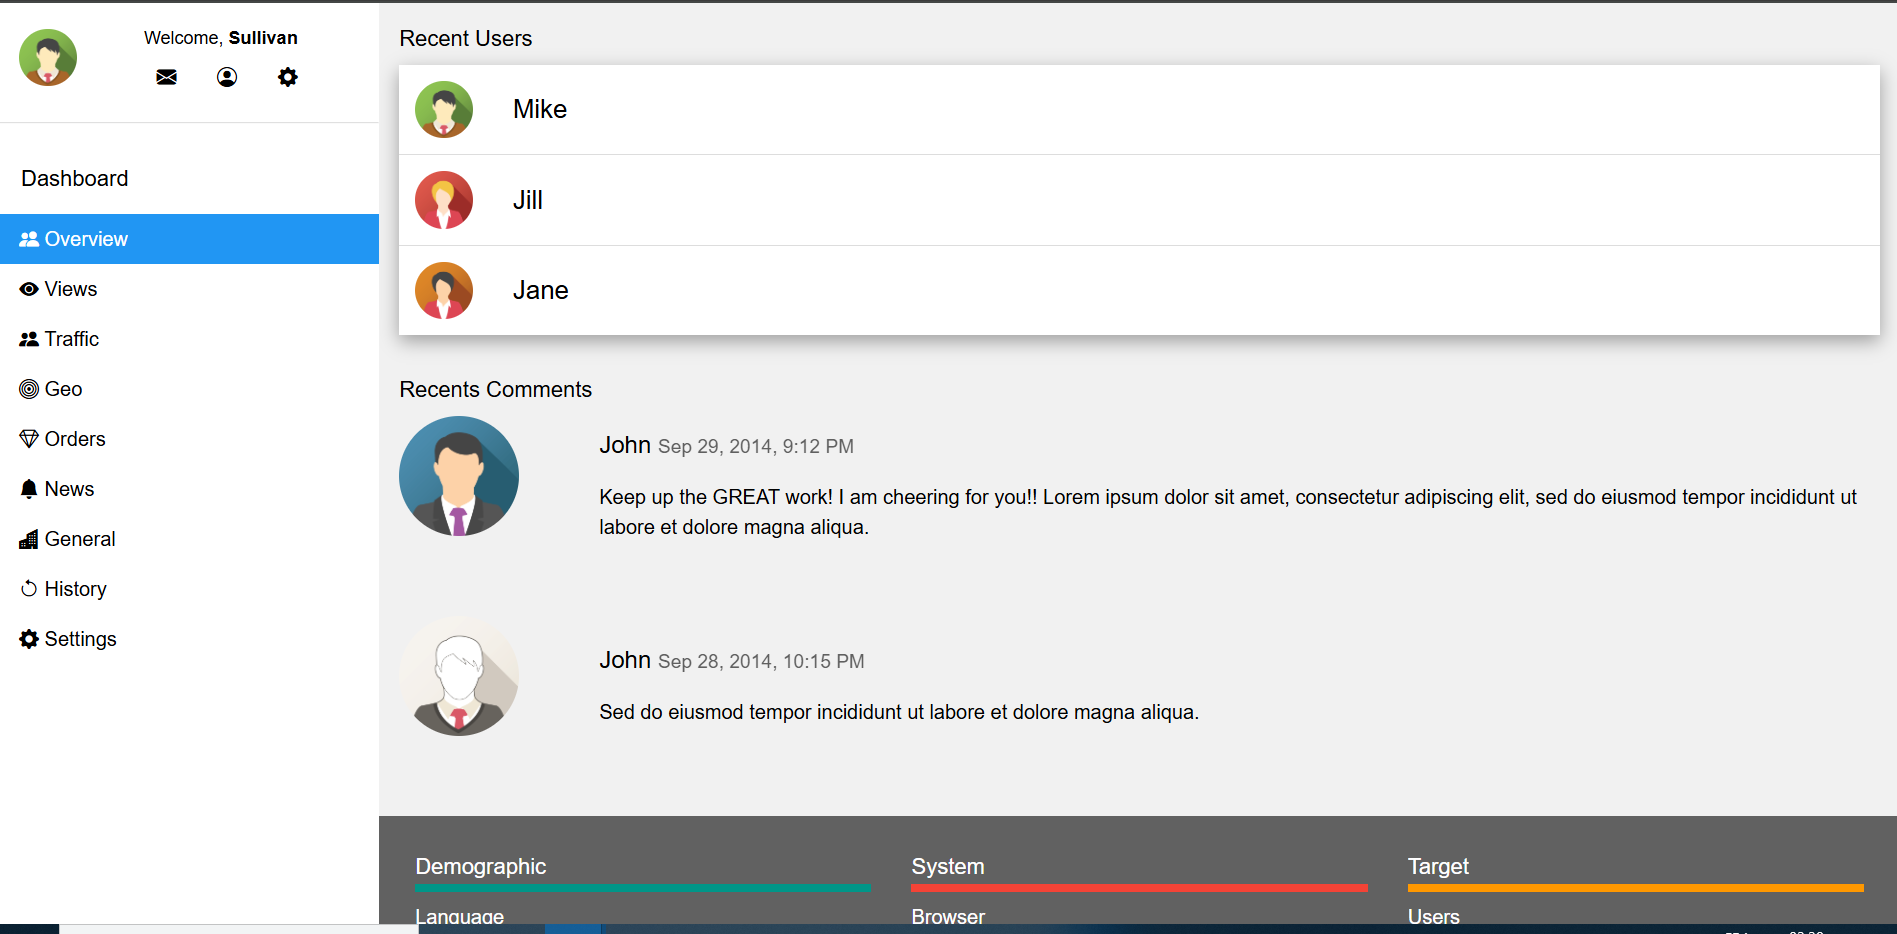 Welcome, Sullivan
Dashboard
Overview
Views
Traffic
Geo
Orders
News
General
History
Settings
Recent Users
Mike
Jill
Jane
Recents Comments
John Sep 29, 2014, 9:12 PM
Keep up the GREAT work! I am cheering for you!! Lorem ipsum dolor sit amet, consectetur adipiscing elit, sed do eiusmod tempor incididunt ut
labore et dolore magna aliqua.
John Sep 28, 2014, 10:15 PM
Sed do eiusmod tempor incididunt ut labore et dolore magna aliqua.
Demographic
Language
System
Browser
Target
Users